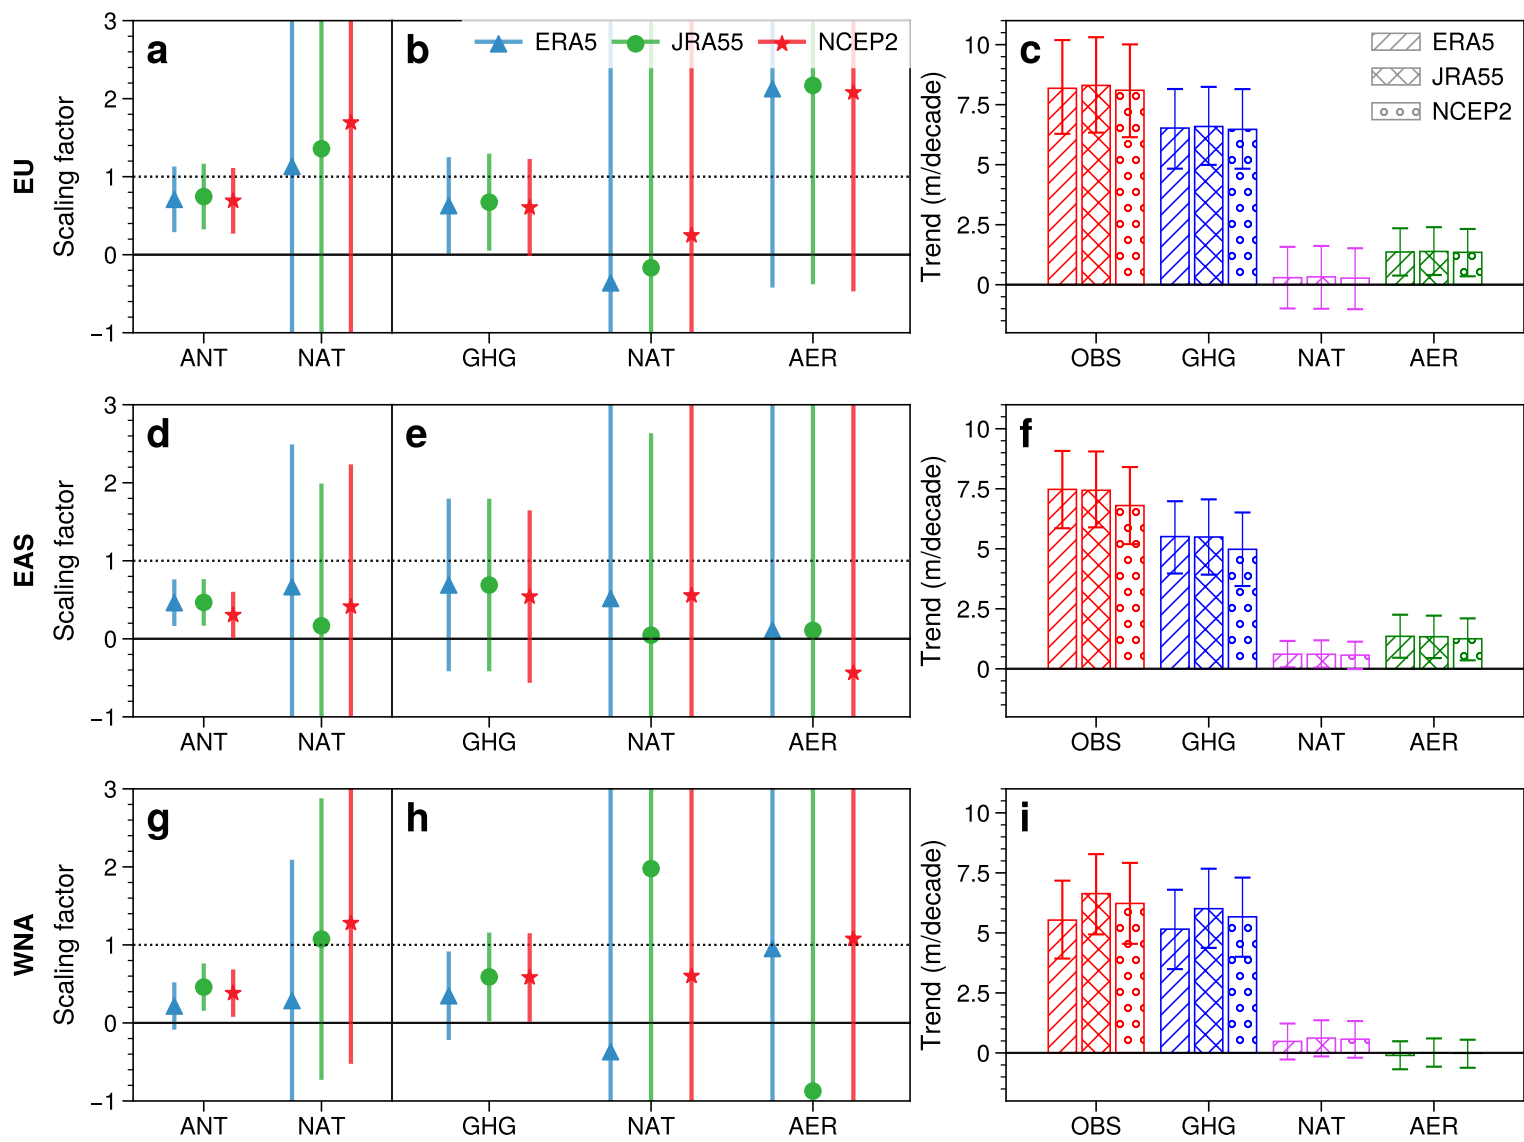 EU
Scaling factor
3
2
1
0
−1
a
ANT
NAT
b
ERA5
JRA55
NCEP2
GHG
NAT
AER
Trend (m/decade)
10
7.5
5
2.5
0
c
ERA5
JRA55
NCEP2
OBS
GHG
NAT
AER
EAS
Scaling factor
3
2
1
0
−1
d
ANT
NAT
e
GHG
NAT
AER
Trend (m/decade)
10
7.5
5
2.5
0
f
OBS
GHG
NAT
AER
WNA
Scaling factor
3
2
1
0
−1
g
ANT
NAT
h
GHG
NAT
AER
Trend (m/decade)
10
7.5
5
2.5
0
i
OBS
GHG
NAT
AER